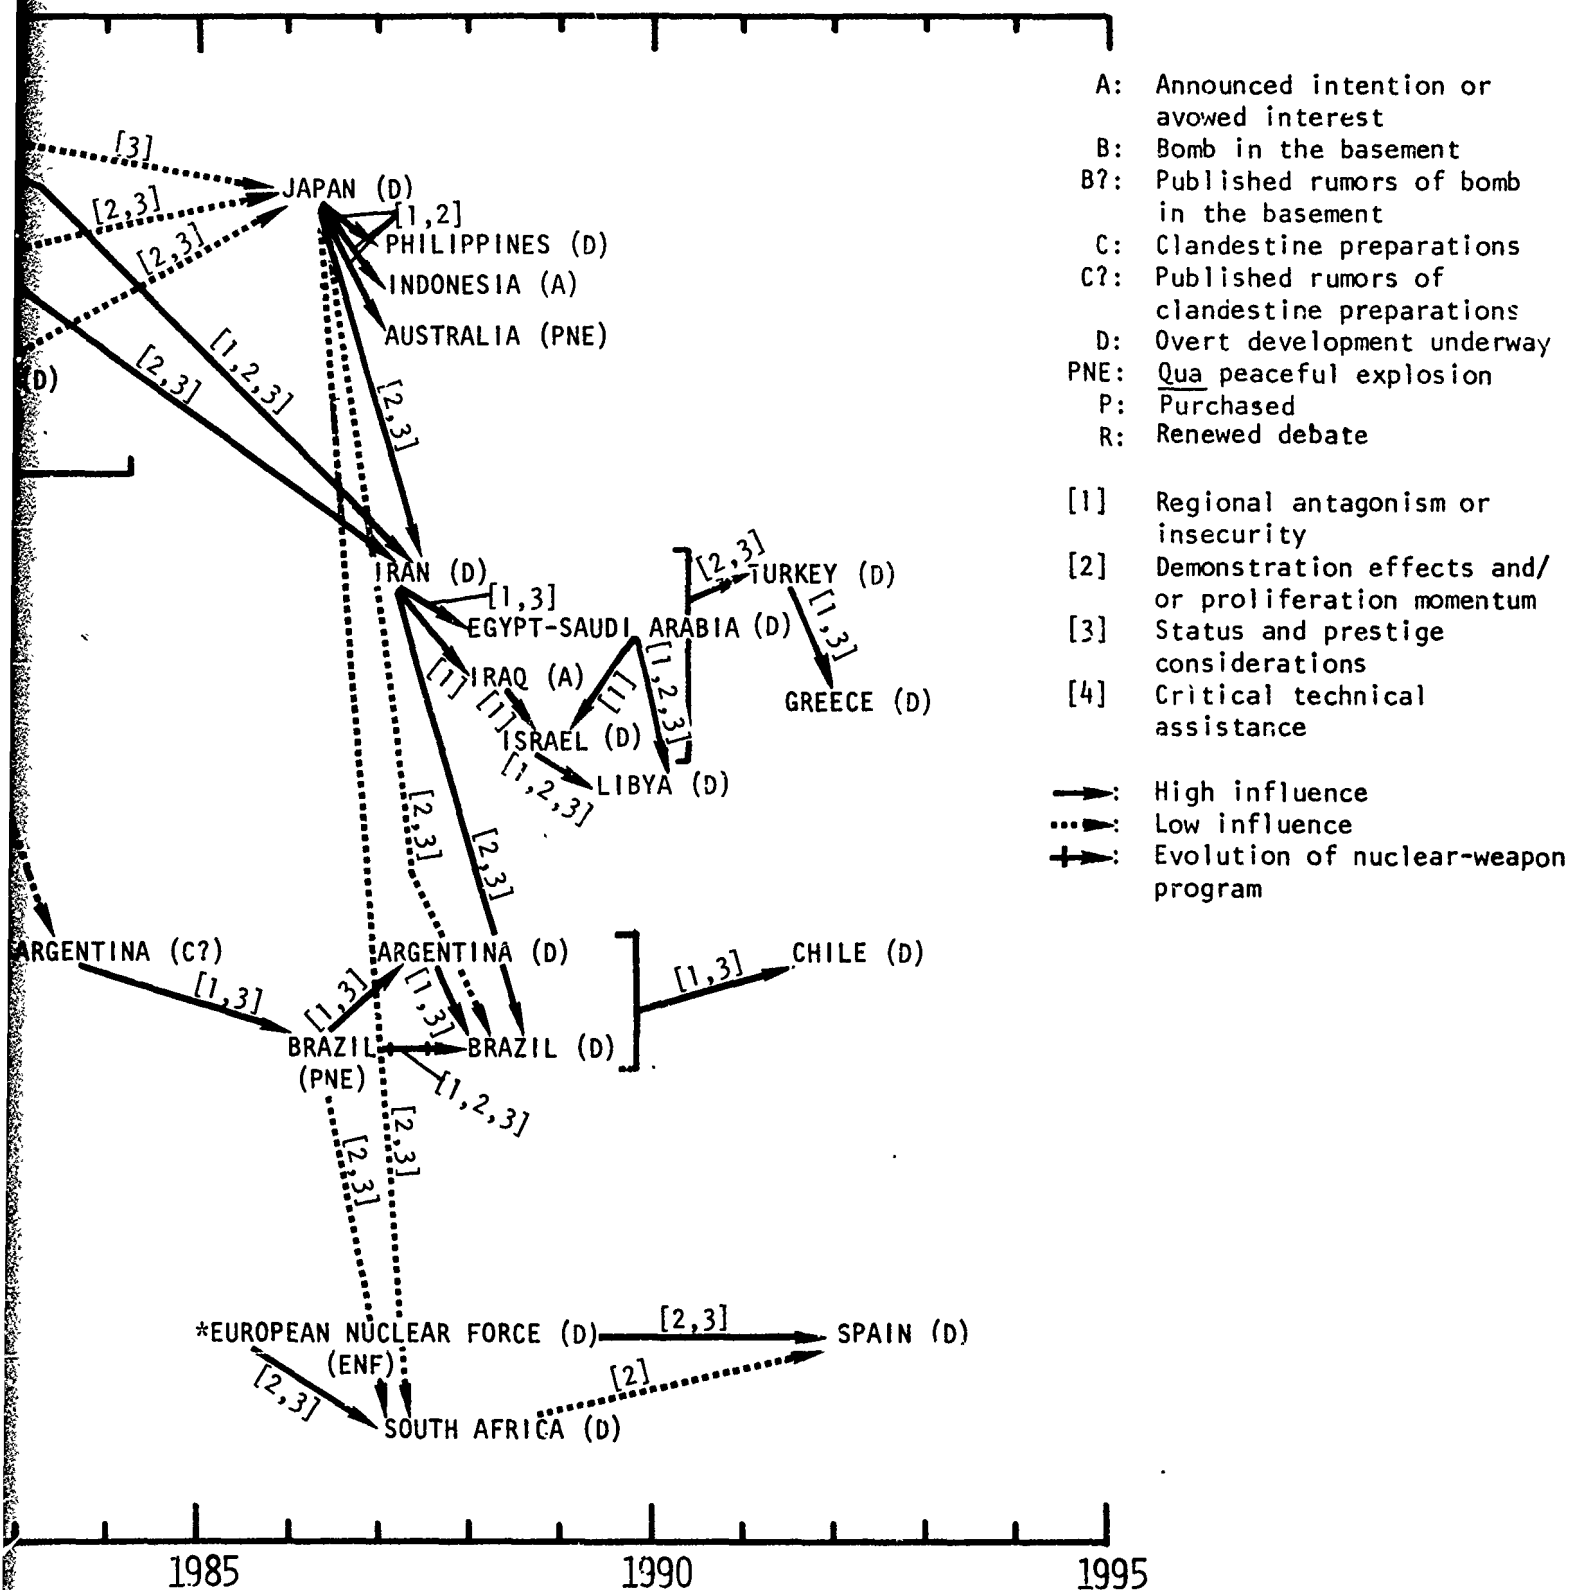 [3]
JAPAN (D)
[2,3]
[1,2]
[2,3]
PHILIPPINES (D)
INDONESIA (A)
AUSTRALIA (PNE)
[1,2,3]
[2,3]
(D)
[2,3]
IRAN (D)
[2,3]
TURKEY (D)
[1,3]
[1,3]
EGYPT-SAUDI ARABIA (D)
[1]
IRAQ (A)
[1]
[1]
[1,2,3]
GREECE (D)
ISRAEL (D)
[1,2,3]
LIBYA (D)
[2,3]
[2,3]
ARGENTINA (C?)
ARGENTINA (D)
CHILE (D)
[1,3]
[1,3]
[1,3]
[1,3]
BRAZIL
(PNE)
BRAZIL (D)
[1,2,3]
[2,3]
[2,3]
*EUROPEAN NUCLEAR FORCE (D)
(ENF)
[2,3]
SPAIN (D)
[2,3]
[2]
SOUTH AFRICA (D)
1985 1990 1995
A: Announced intention or
avowed interest
B: Bomb in the basement
B?: Published rumors of bomb
in the basement
C: Clandestine preparations
C?: Published rumors of
clandestine preparations
D: Overt development underway
PNE: Qua peaceful explosion
P: Purchased
R: Renewed debate
[1] Regional antagonism or
insecurity
[2] Demonstration effects and/
or proliferation momentum
[3] Status and prestige
considerations
[4] Critical technical
assistance
: High influence
: Low influence
: Evolution of nuclear-weapon
program